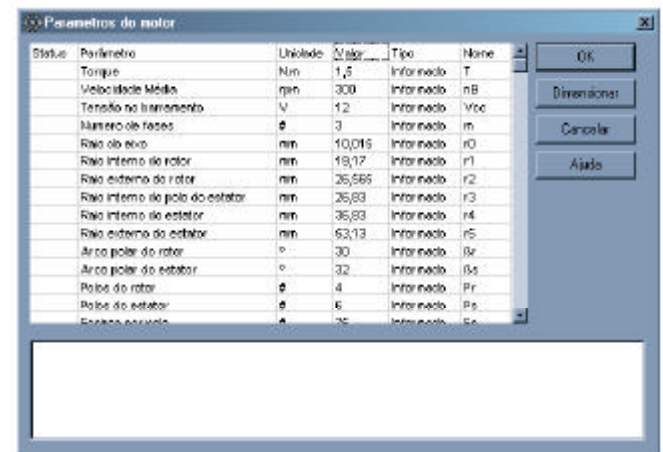 Parametros do motor
Status Parâmetro Unidade Valor Tipo Nome
Torque N.m 1,5 Informado T
Velocidade Média rpm 300 Informado nB
Tensão no barramento V 12 Informado Vcc
Numero de fases # 3 Informado m
Raio do eixo mm 10,016 Informado r0
Raio interno do rotor mm 19,17 Informado r1
Raio externo do rotor mm 26,565 Informado r2
Raio interno do polo do estator mm 26,83 Informado r3
Raio interno do estator mm 36,83 Informado r4
Raio externo do estator mm 53,13 Informado r5
Arco polar do rotor º 30 Informado ßr
Arco polar do estator º 32 Informado ßs
Polos do rotor # 4 Informado Pr
Polos do estator # 6 Informado Ps
# Informado
OK
Dimensionar
Cancelar
Ajuda